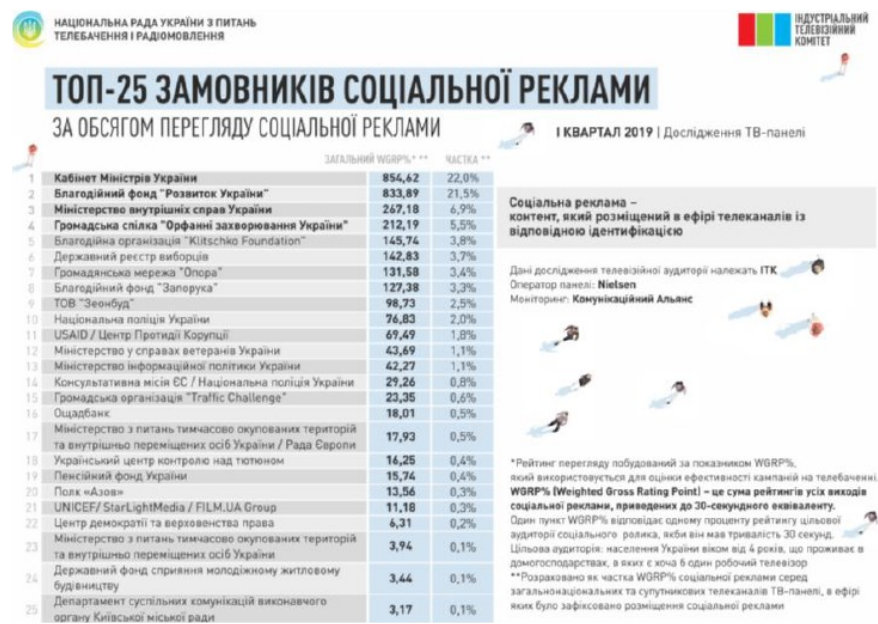 НАЦІОНАЛЬНА РАДА УКРАЇНИ З ПИТАНЬ
ТЕЛЕБАЧЕННЯ І РАДІОМОВЛЕННЯ
ІНДУСТРІАЛЬНИЙ
ТЕЛЕВІЗІЙНИЙ
КОМІТЕТ
ТОП-25 ЗАМОВНИКІВ СОЦІАЛЬНОЇ РЕКЛАМИ
ЗА ОБСЯГОМ ПЕРЕГЛЯДУ СОЦІАЛЬНОЇ РЕКЛАМИ
І КВАРТАЛ 2019 | Дослідження ТВ-панелі
ЗАГАЛЬНИЙ WGRP%* ** ЧАСТКА **
1 Кабінет Міністрів України 854,62 22,0%
2 Благодійний фонд "Розвиток України" 833,89 21,5%
3 Міністерство внутрішніх справ України 267,18 6,9%
4 Громадська спілка "Орфанні захворювання України" 212,19 5,5%
5 Благодійна організація "Klitschko Foundation" 145,74 3,8%
6 Державний реєстр виборців 142,83 3,7%
7 Громадянська мережа "Опора" 131,58 3,4%
8 Благодійний фонд "Запорука" 127,38 3,3%
9 ТОВ "Зеонбуд" 98,73 2,5%
10 Національна поліція України 76,83 2,0%
11 USAID / Центр Протидії Корупції 69,49 1,8%
12 Міністерство у справах ветеранів України 43,69 1,1%
13 Міністерство інформаційної політики України 42,27 1,1%
14 Консультативна місія ЄС / Національна поліція України 29,26 0,8%
15 Громадська організація "Traffic Challenge" 23,35 0,6%
16 Ощадбанк 18,01 0,5%
17 Міністерство з питань тимчасово окупованих територій
та внутрішньо переміщених осіб України / Рада Європи 17,93 0,5%
18 Український центр контролю над тютюном 16,25 0,4%
19 Пенсійний фонд України 15,74 0,4%
20 Полк «Азов» 13,56 0,3%
21 UNICEF/ StarLightMedia / FILM.UA Group 11,18 0,3%
22 Центр демократії та верховенства права 6,31 0,2%
23 Міністерство з питань тимчасово окупованих територій
та внутрішньо переміщених осіб України 3,94 0,1%
24 Державний фонд сприяння молодіжному житловому
будівництву 3,44 0,1%
25 Департамент суспільних комунікацій виконавчого
органу Київської міської ради 3,17 0,1%
Соціальна реклама –
контент, який розміщений в ефірі телеканалів із
відповідною ідентифікацією
Дані дослідження телевізійної аудиторії належать ІТК
Оператор панелі: Nielsen
Моніторинг: Комунікаційний Альянс
*Рейтинг перегляду побудований за показником WGRP%,
який використовується для оцінки ефективності кампаній на телебаченні.
WGRP% (Weighted Gross Rating Point) – це сума рейтингів усіх виходів
соціальної реклами, приведених до 30-секундного еквіваленту.
Один пункт WGRP% відповідає одному проценту рейтингу цільової
аудиторії соціального ролика, якби він мав тривалість 30 секунд.
Цільова аудиторія: населення України віком від 4 років, що проживає в
домогосподарствах, в яких є хоча б один робочий телевізор
**Розраховано як частка WGRP% соціальної реклами серед
загальнонаціональних та супутникових телеканалів ТВ-панелі, в ефірі
яких було зафіксовано розміщення соціальної реклами